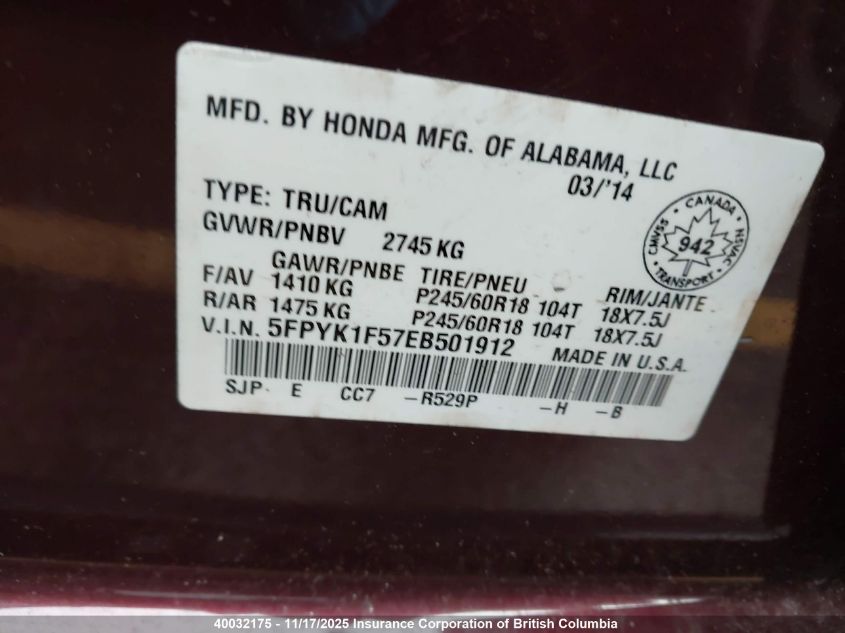 MFD. BY HONDA MFG. OF ALABAMA, LLC
03/'14
TYPE: TRU/CAM
GVWR/PNBV 2745 KG
GAWR/PNBE TIRE/PNEU RIM/JANTE
F/AV 1410 KG P245/60R18 104T 18X7.5J
R/AR 1475 KG P245/60R18 104T 18X7.5J
V.I.N. 5FPYK1F57EB501912 MADE IN U.S.A.
SJP E CC7 –R529P –H –B
CANADA
CMVSS 942 NSVAC
TRANSPORT
40032175 - 11/17/2025 Insurance Corporation of British Columbia